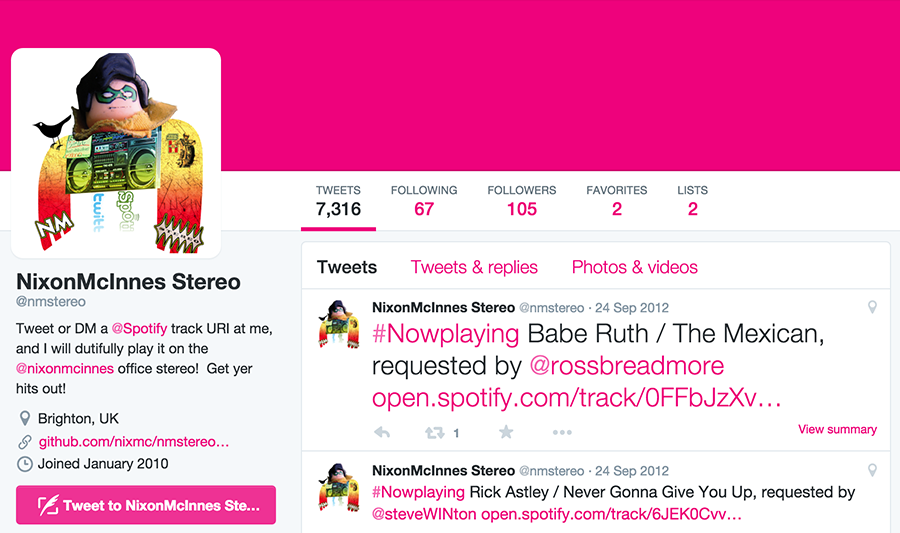 twitt
Spoti
NM
TWEETS FOLLOWING FOLLOWERS FAVORITES LISTS
7,316 67 105 2 2
NixonMcInnes Stereo
@nmstereo
Tweet or DM a @Spotify track URI at me,
and I will dutifully play it on the
@nixonmcinnes office stereo! Get yer
hits out!
Brighton, UK
github.com/nixmc/nmstereo…
Joined January 2010
Tweet to NixonMcInnes Ste...
Tweets Tweets & replies Photos & videos
NixonMcInnes Stereo @nmstereo · 24 Sep 2012
#Nowplaying Babe Ruth / The Mexican,
requested by @rossbreadmore
open.spotify.com/track/0FFbJzXv…
1 View summary
NixonMcInnes Stereo @nmstereo · 24 Sep 2012
#Nowplaying Rick Astley / Never Gonna Give You Up, requested by
@steveWINton open.spotify.com/track/6JEK0Cvv…